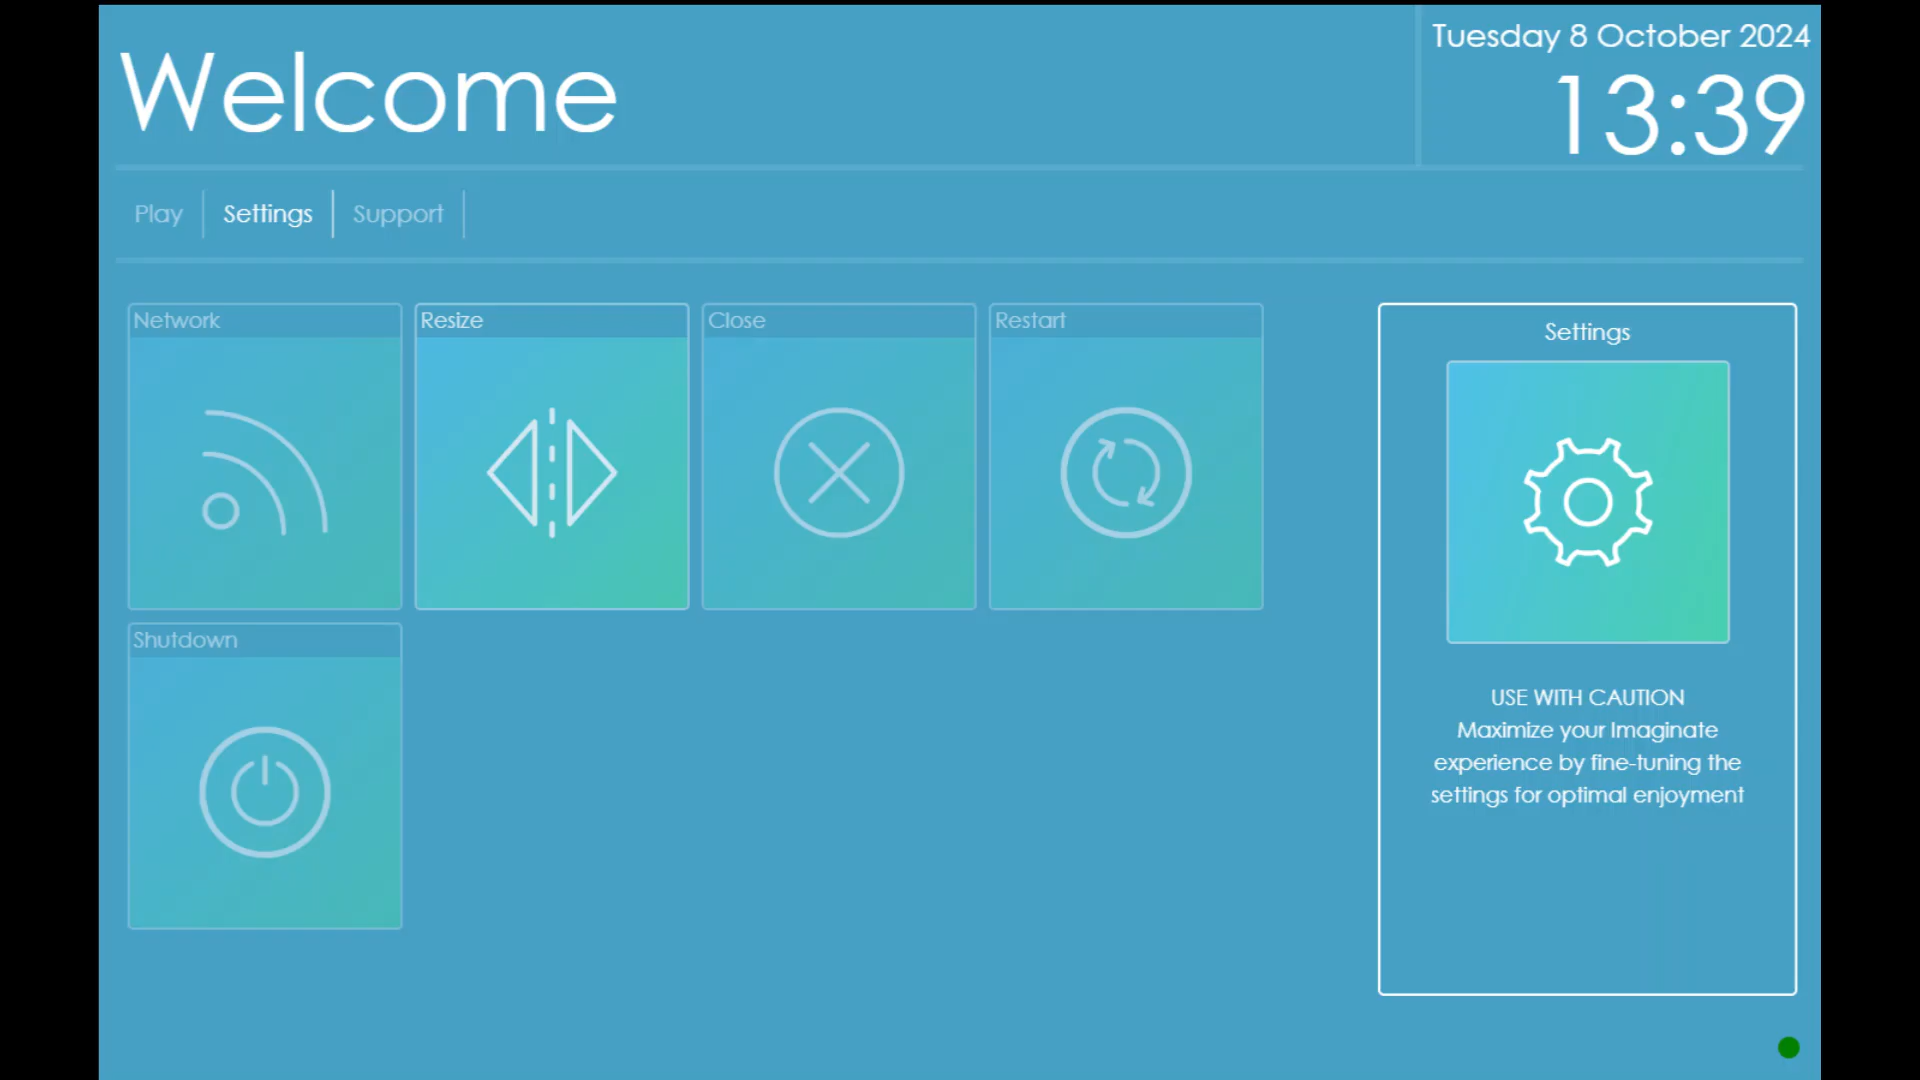 Welcome
Tuesday 8 October 2024
13:39
Play
Settings
Support
Network
Resize
Close
Restart
Shutdown
Settings
USE WITH CAUTION
Maximize your Imaginate
experience by fine-tuning the
settings for optimal enjoyment